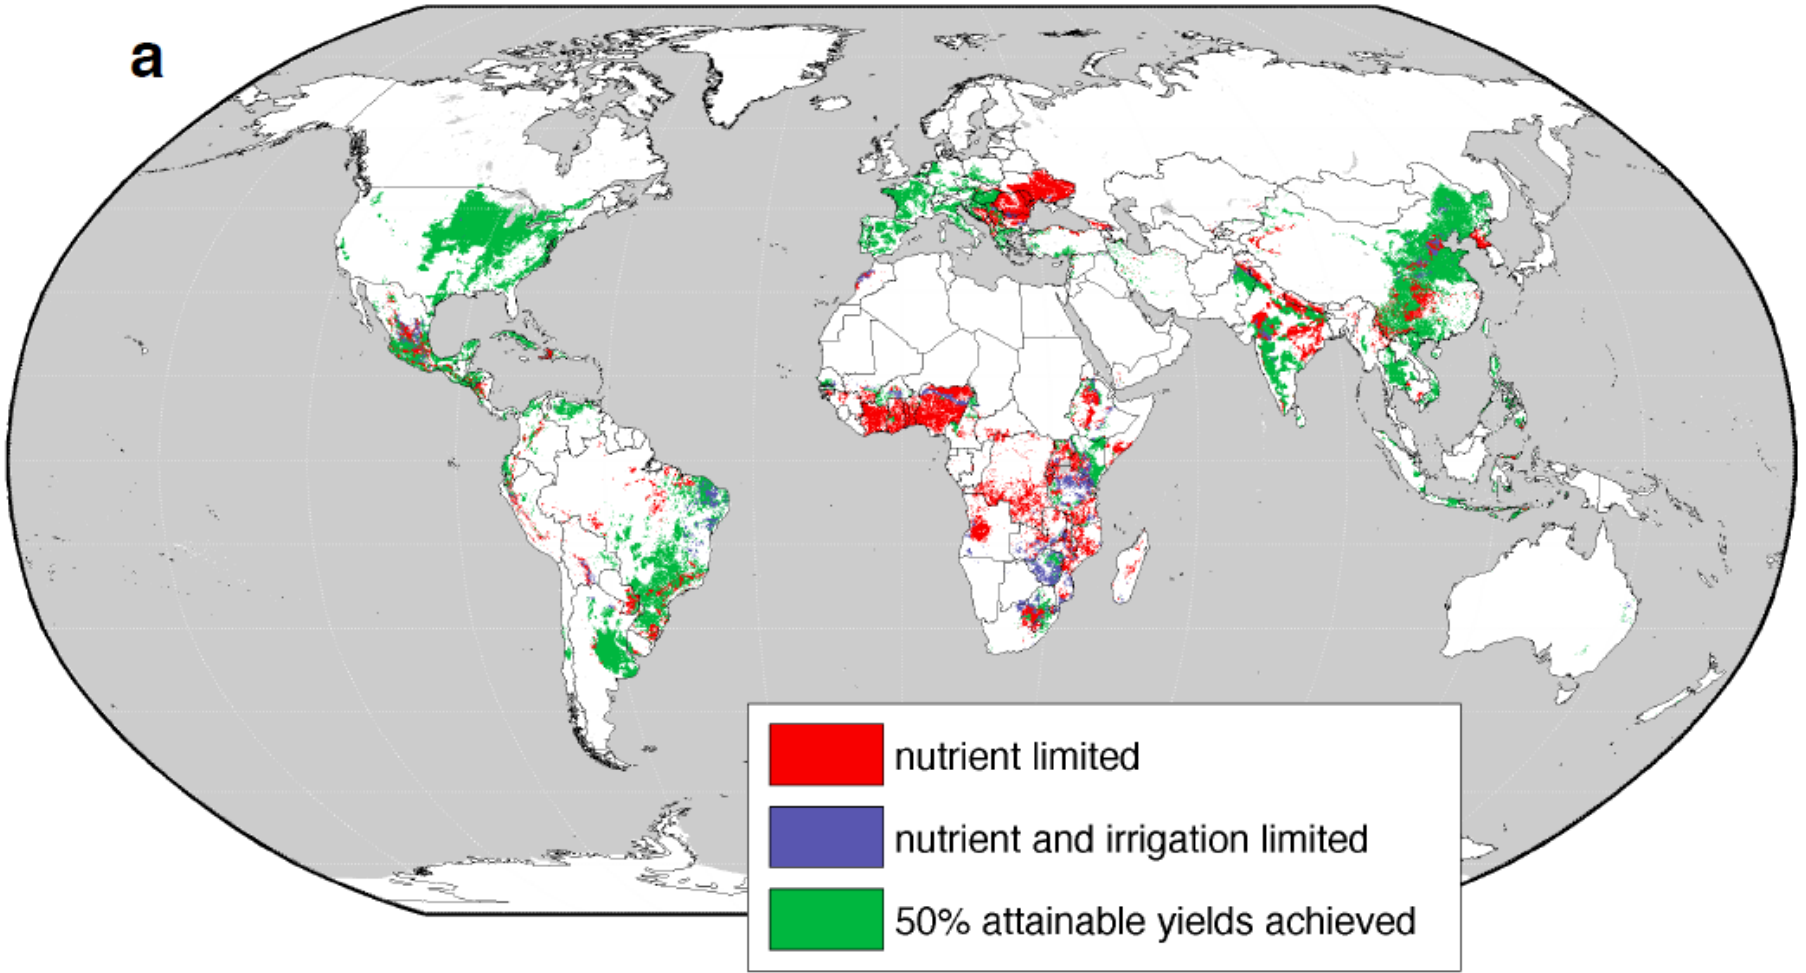 a
nutrient limited
nutrient and irrigation limited
50% attainable yields achieved